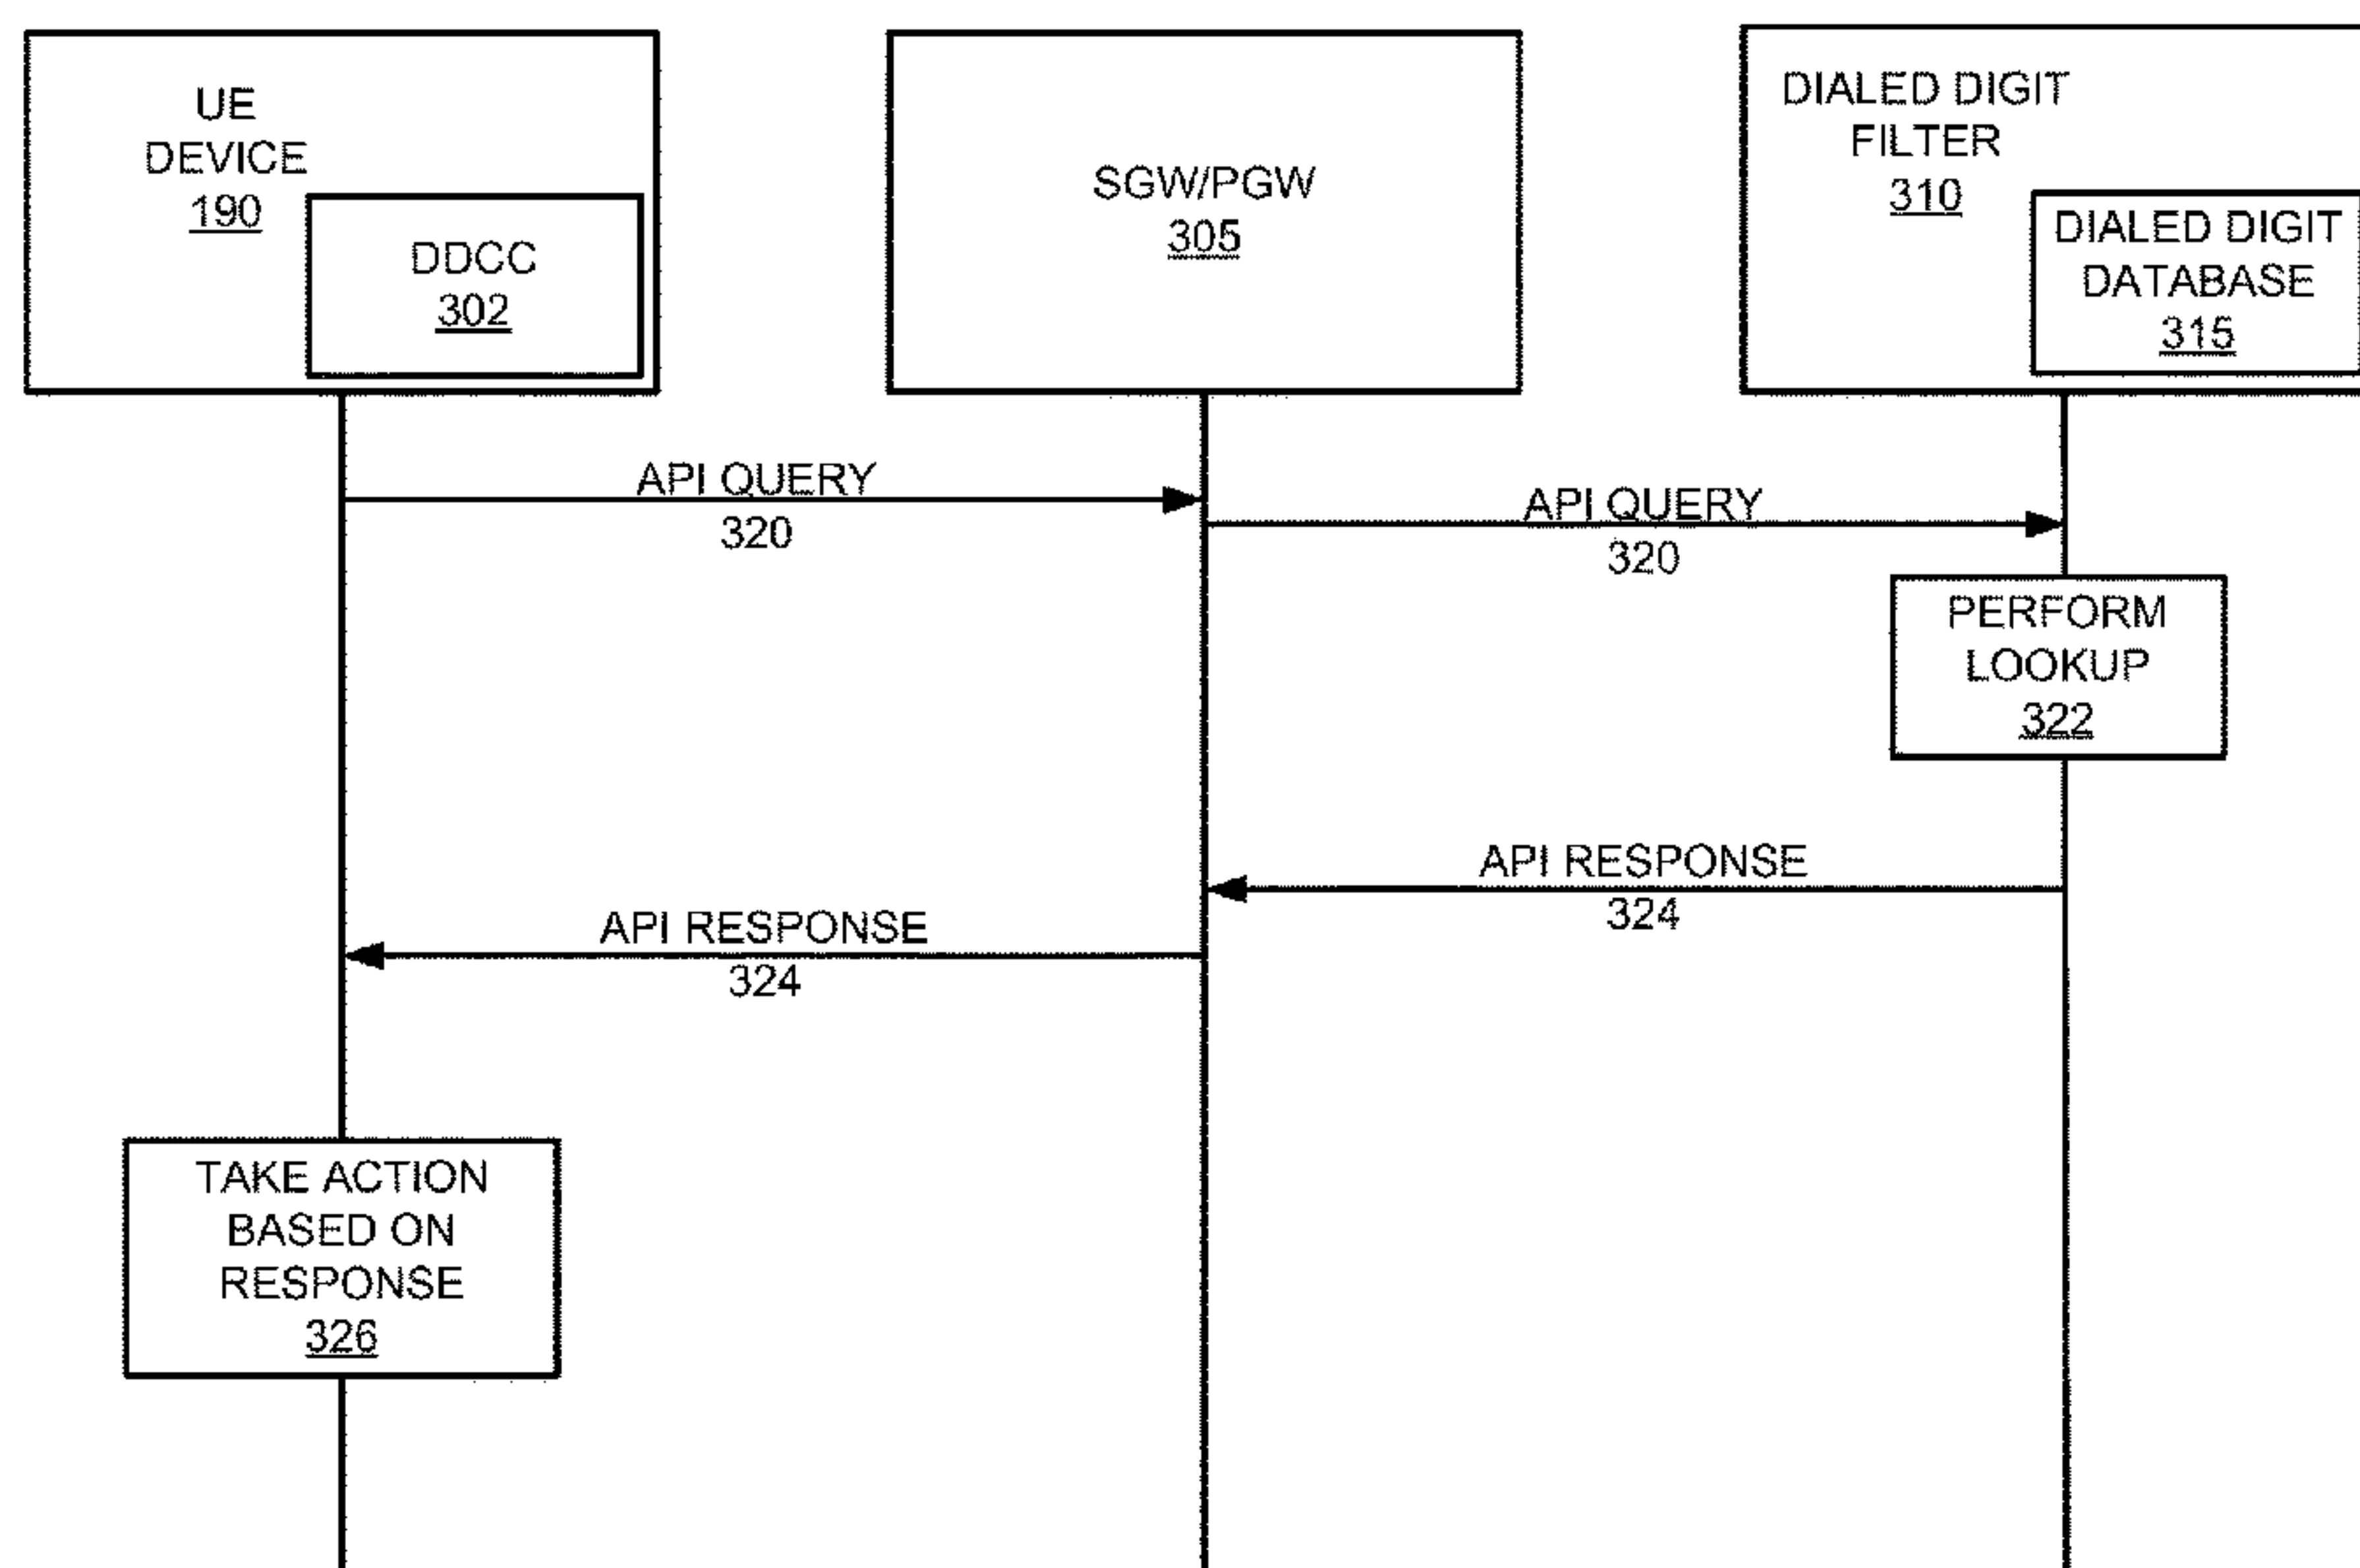 UE
DEVICE
190
DDCC
302
SGW/PGW
305
DIALED DIGIT
FILTER
310
DIALED DIGIT
DATABASE
315
API QUERY
320
API QUERY
320
PERFORM
LOOKUP
322
API RESPONSE
324
API RESPONSE
324
TAKE ACTION
BASED ON
RESPONSE
326